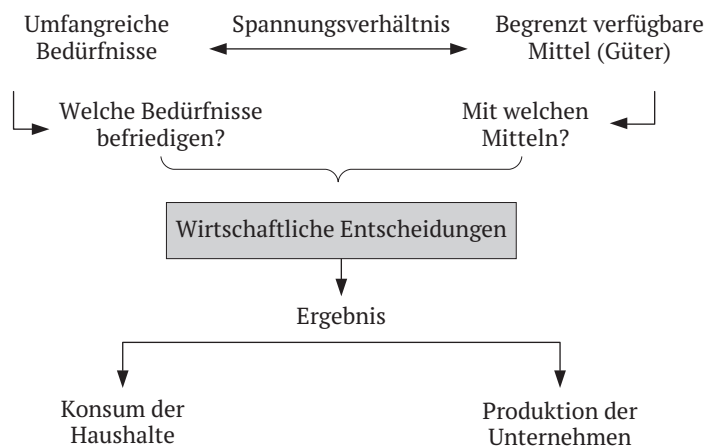 Umfangreiche
Bedürfnisse
Spannungsverhältnis
Begrenzt verfügbare
Mittel (Güter)
Welche Bedürfnisse
befriedigen?
Mit welchen
Mitteln?
Wirtschaftliche Entscheidungen
Ergebnis
Konsum der
Haushalte
Produktion der
Unternehmen